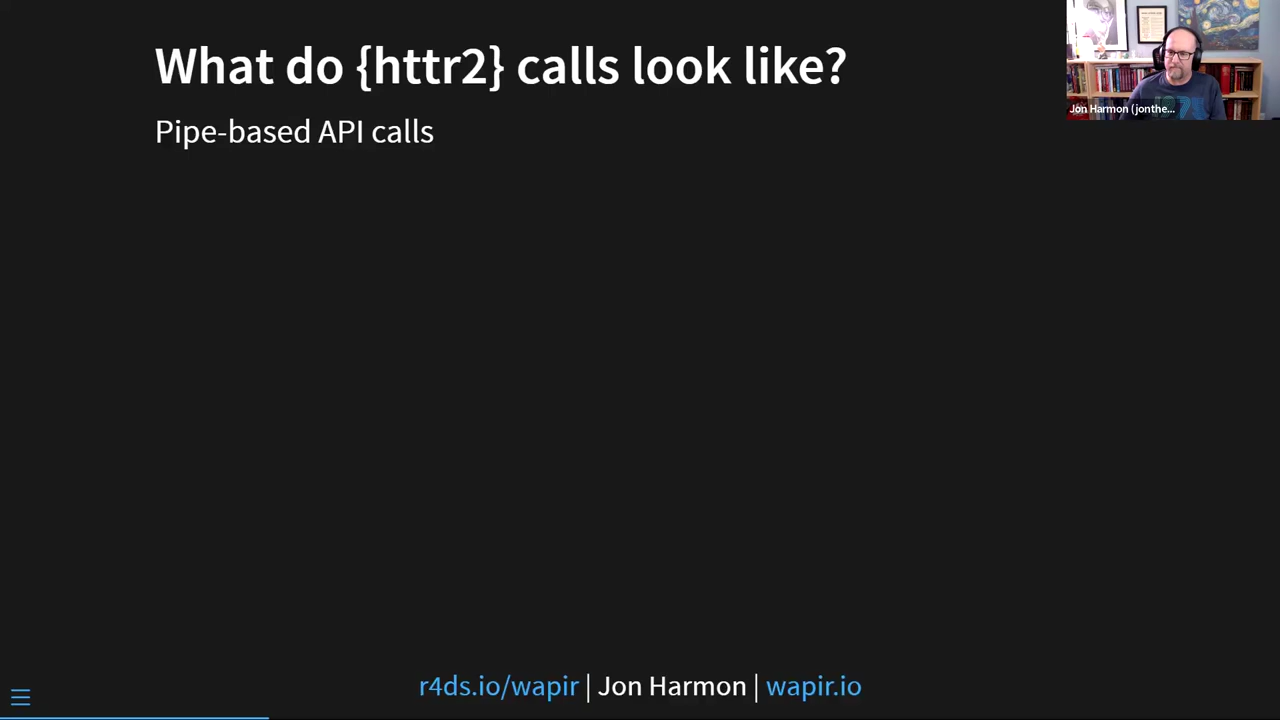 What do {httr2} calls look like?
Pipe-based API calls
Jon Harmon (jonthe...
r4ds.io/wapir | Jon Harmon | wapir.io